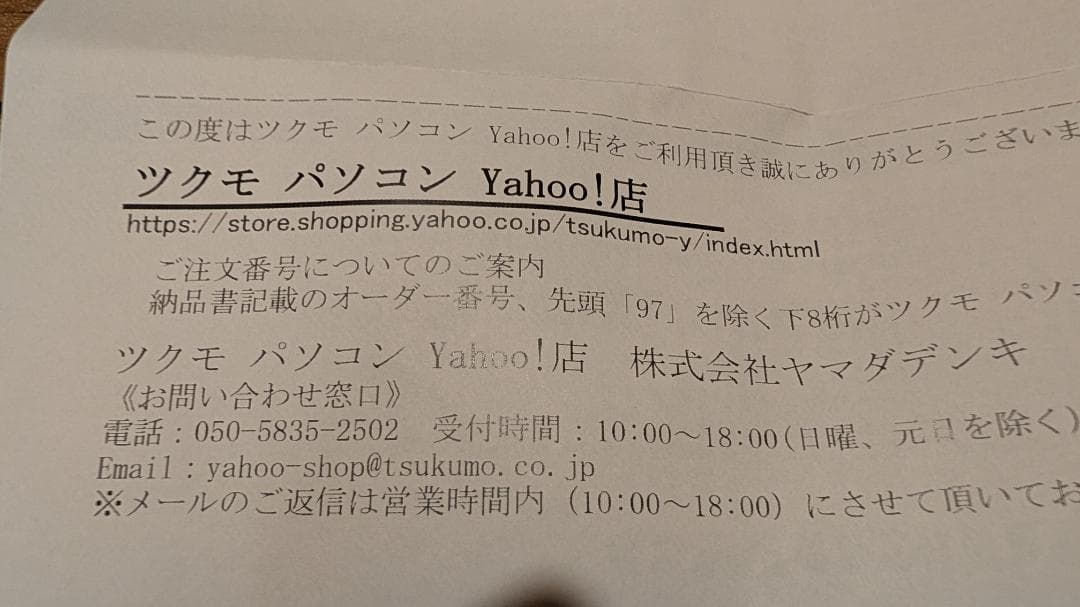 この度はツクモ パソコン Yahoo!店をご利用頂き誠にありがとうございま
ツクモ パソコン Yahoo!店
https://store.shopping.yahoo.co.jp/tsukumo-y/index.html
ご注文番号についてのご案内
納品書記載のオーダー番号、先頭「97」を除く下8桁がツクモ パソコ
ツクモ パソコン Yahoo!店 株式会社ヤマダデンキ
《お問い合わせ窓口》
電話：050-5835-2502 受付時間：10:00～18:00(日曜、元日を除く)
Email：yahoo-shop@tsukumo.co.jp
※メールのご返信は営業時間内（10:00～18:00）にさせて頂いてお